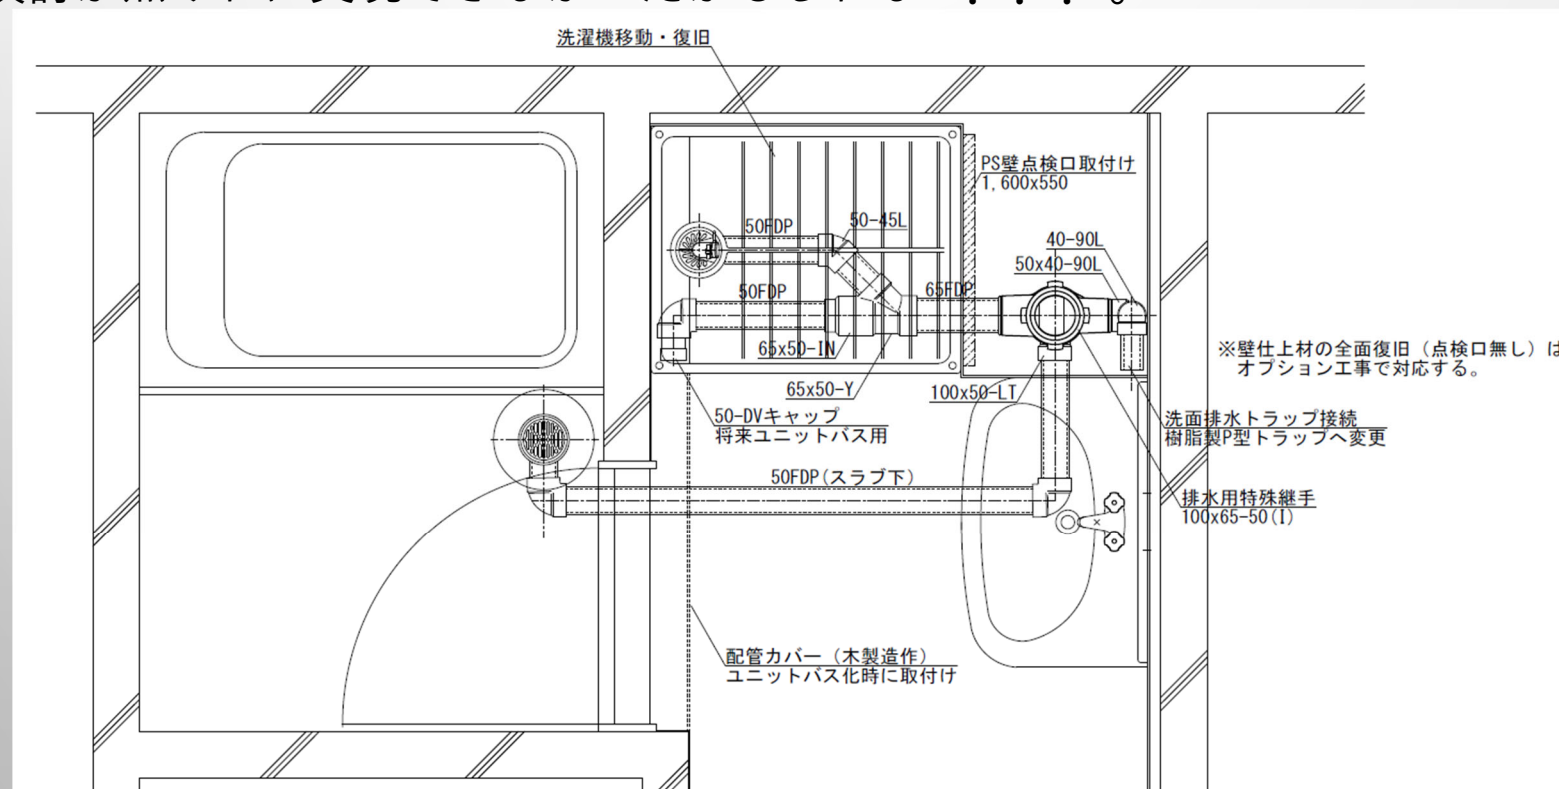 洗濯機移動・復旧
PS壁点検口取付け
1,600x550
50FDP
50-45L
40-90L
50x40-90L
50FDP
65FDP
65x50-IN
※壁仕上材の全面復旧（点検口無し）は
オプション工事で対応する。
65x50-Y
100x50-LT
50-DVキャップ
将来ユニットバス用
洗面排水トラップ接続
樹脂製P型トラップへ変更
50FDP(スラブ下)
排水用特殊継手
100x65-50(I)
配管カバー（木製造作）
ユニットバス化時に取付け